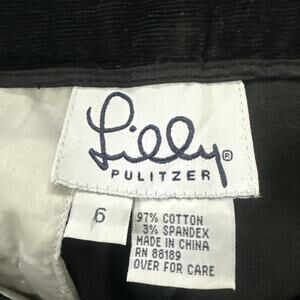 Lilly®
PULITZER
6
97% COTTON
3% SPANDEX
MADE IN CHINA
RN 86189
OVER FOR CARE